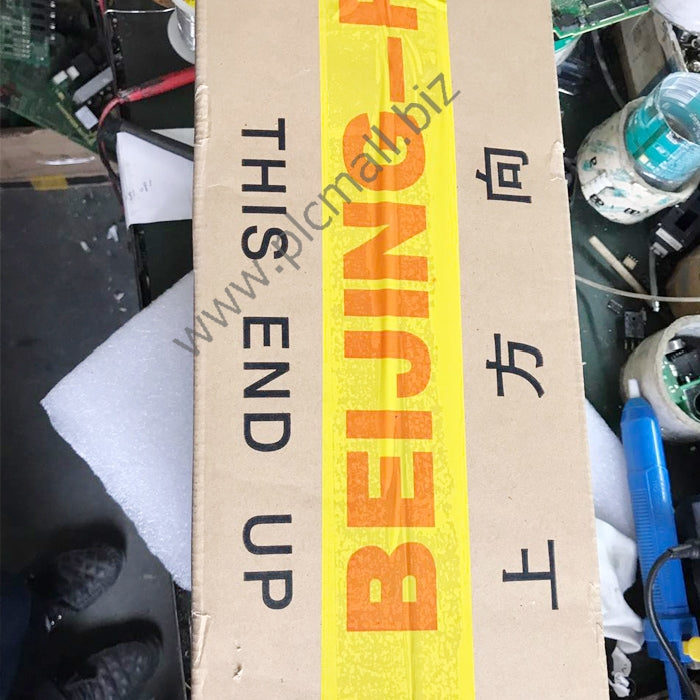 THIS END UP
BEIJING-
上方向
www.plcmall.biz